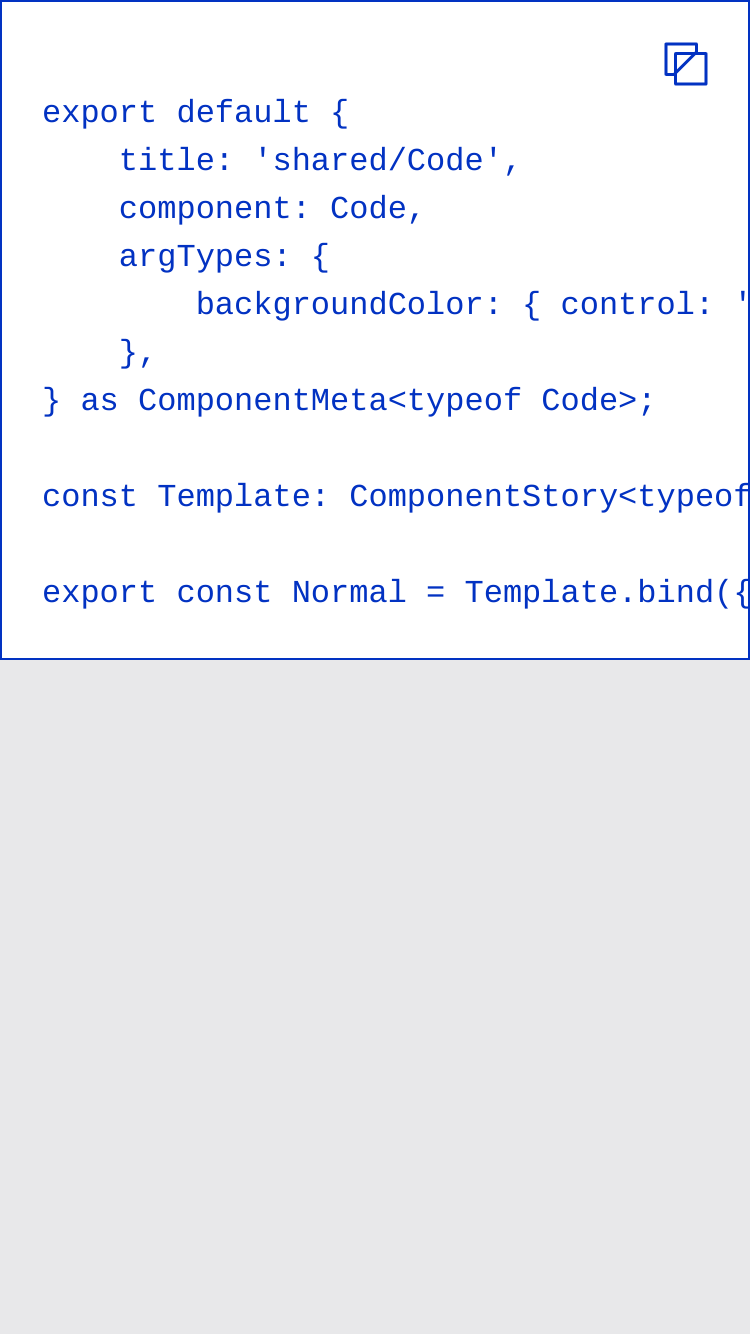 export default {
    title: 'shared/Code',
    component: Code,
    argTypes: {
        backgroundColor: { control: '
    },
} as ComponentMeta<typeof Code>;

const Template: ComponentStory<typeof

export const Normal = Template.bind({